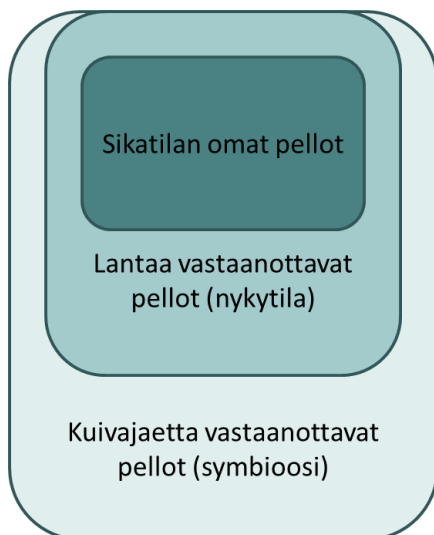 Sikatilan omat pellot
Lantaa vastaanottavat
pellot (nykytila)
Kuivajaetta vastaanottavat
pellot (symbioosi)